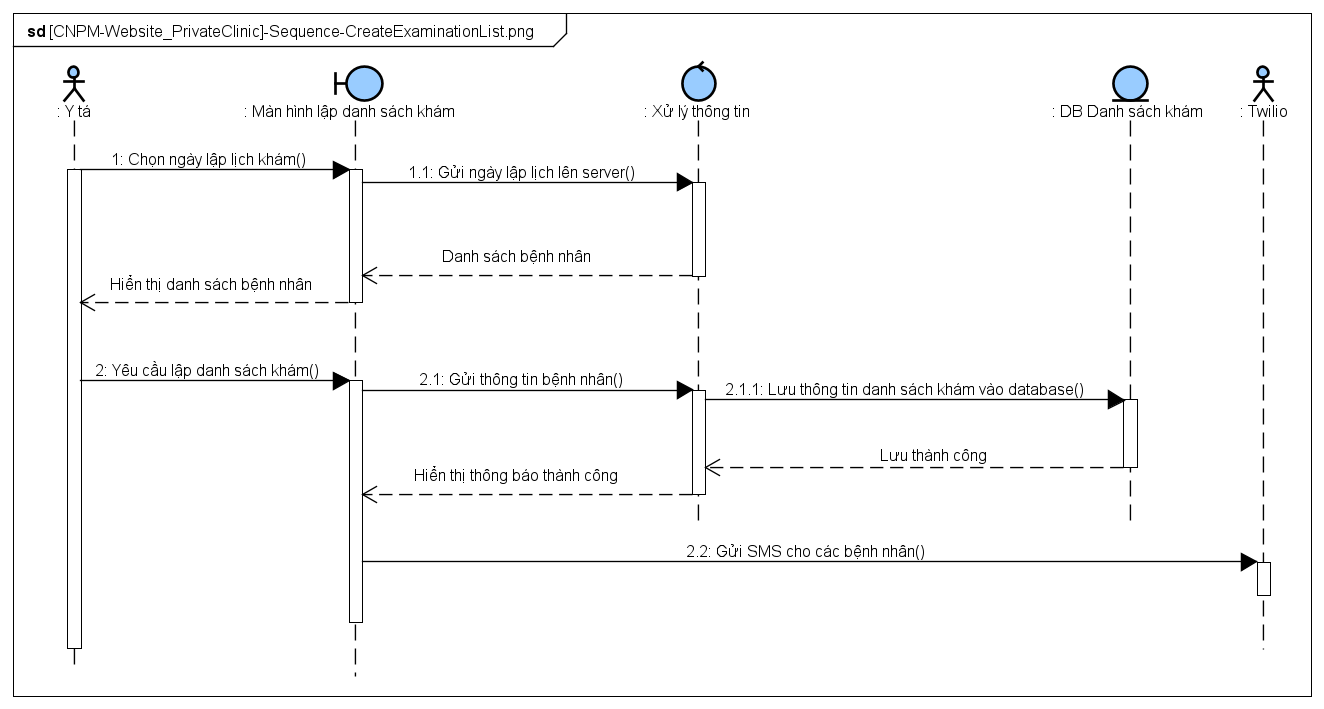 sd [CNPM-Website_PrivateClinic]-Sequence-CreateExaminationList.png
: Y tá
: Màn hình lập danh sách khám
: Xử lý thông tin
: DB Danh sách khám
: Twilio
1: Chọn ngày lập lịch khám()
1.1: Gửi ngày lập lịch lên server()
Danh sách bệnh nhân
Hiển thị danh sách bệnh nhân
2: Yêu cầu lập danh sách khám()
2.1: Gửi thông tin bệnh nhân()
2.1.1: Lưu thông tin danh sách khám vào database()
Lưu thành công
Hiển thị thông báo thành công
2.2: Gửi SMS cho các bệnh nhân()